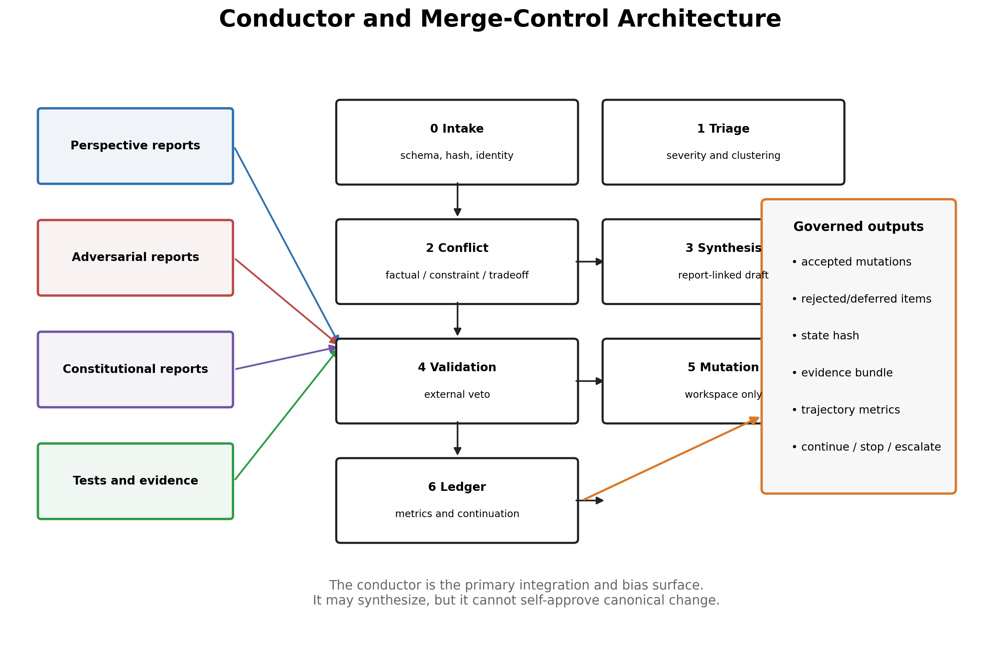 Conductor and Merge-Control Architecture
Perspective reports
Adversarial reports
Constitutional reports
Tests and evidence
0 Intake
schema, hash, identity
1 Triage
severity and clustering
2 Conflict
factual / constraint / tradeoff
3 Synthesis
report-linked draft
4 Validation
external veto
5 Mutation
workspace only
6 Ledger
metrics and continuation
Governed outputs
• accepted mutations
• rejected/deferred items
• state hash
• evidence bundle
• trajectory metrics
• continue / stop / escalate
The conductor is the primary integration and bias surface.
It may synthesize, but it cannot self-approve canonical change.